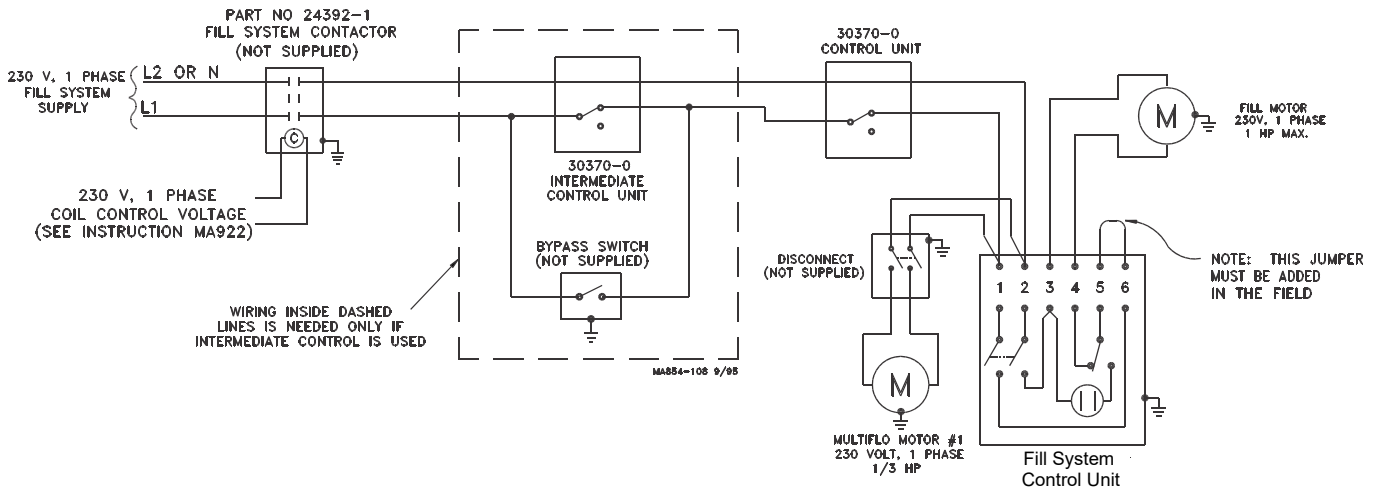 PART NO 24392-1
FILL SYSTEM CONTACTOR
(NOT SUPPLIED)
230 V, 1 PHASE
FILL SYSTEM
SUPPLY
L2 OR N
L1
C
230 V, 1 PHASE
COIL CONTROL VOLTAGE
(SEE INSTRUCTION MA922)
30370-0
INTERMEDIATE
CONTROL UNIT
BYPASS SWITCH
(NOT SUPPLIED)
WIRING INSIDE DASHED
LINES IS NEEDED ONLY IF
INTERMEDIATE CONTROL IS USED
MA854-108 9/95
30370-0
CONTROL UNIT
M
FILL MOTOR
230V, 1 PHASE
1 HP MAX.
DISCONNECT
(NOT SUPPLIED)
NOTE: THIS JUMPER
MUST BE ADDED
IN THE FIELD
1 2 3 4 5 6
M
MULTIFLO MOTOR #1
230 VOLT, 1 PHASE
1/3 HP
Fill System
Control Unit